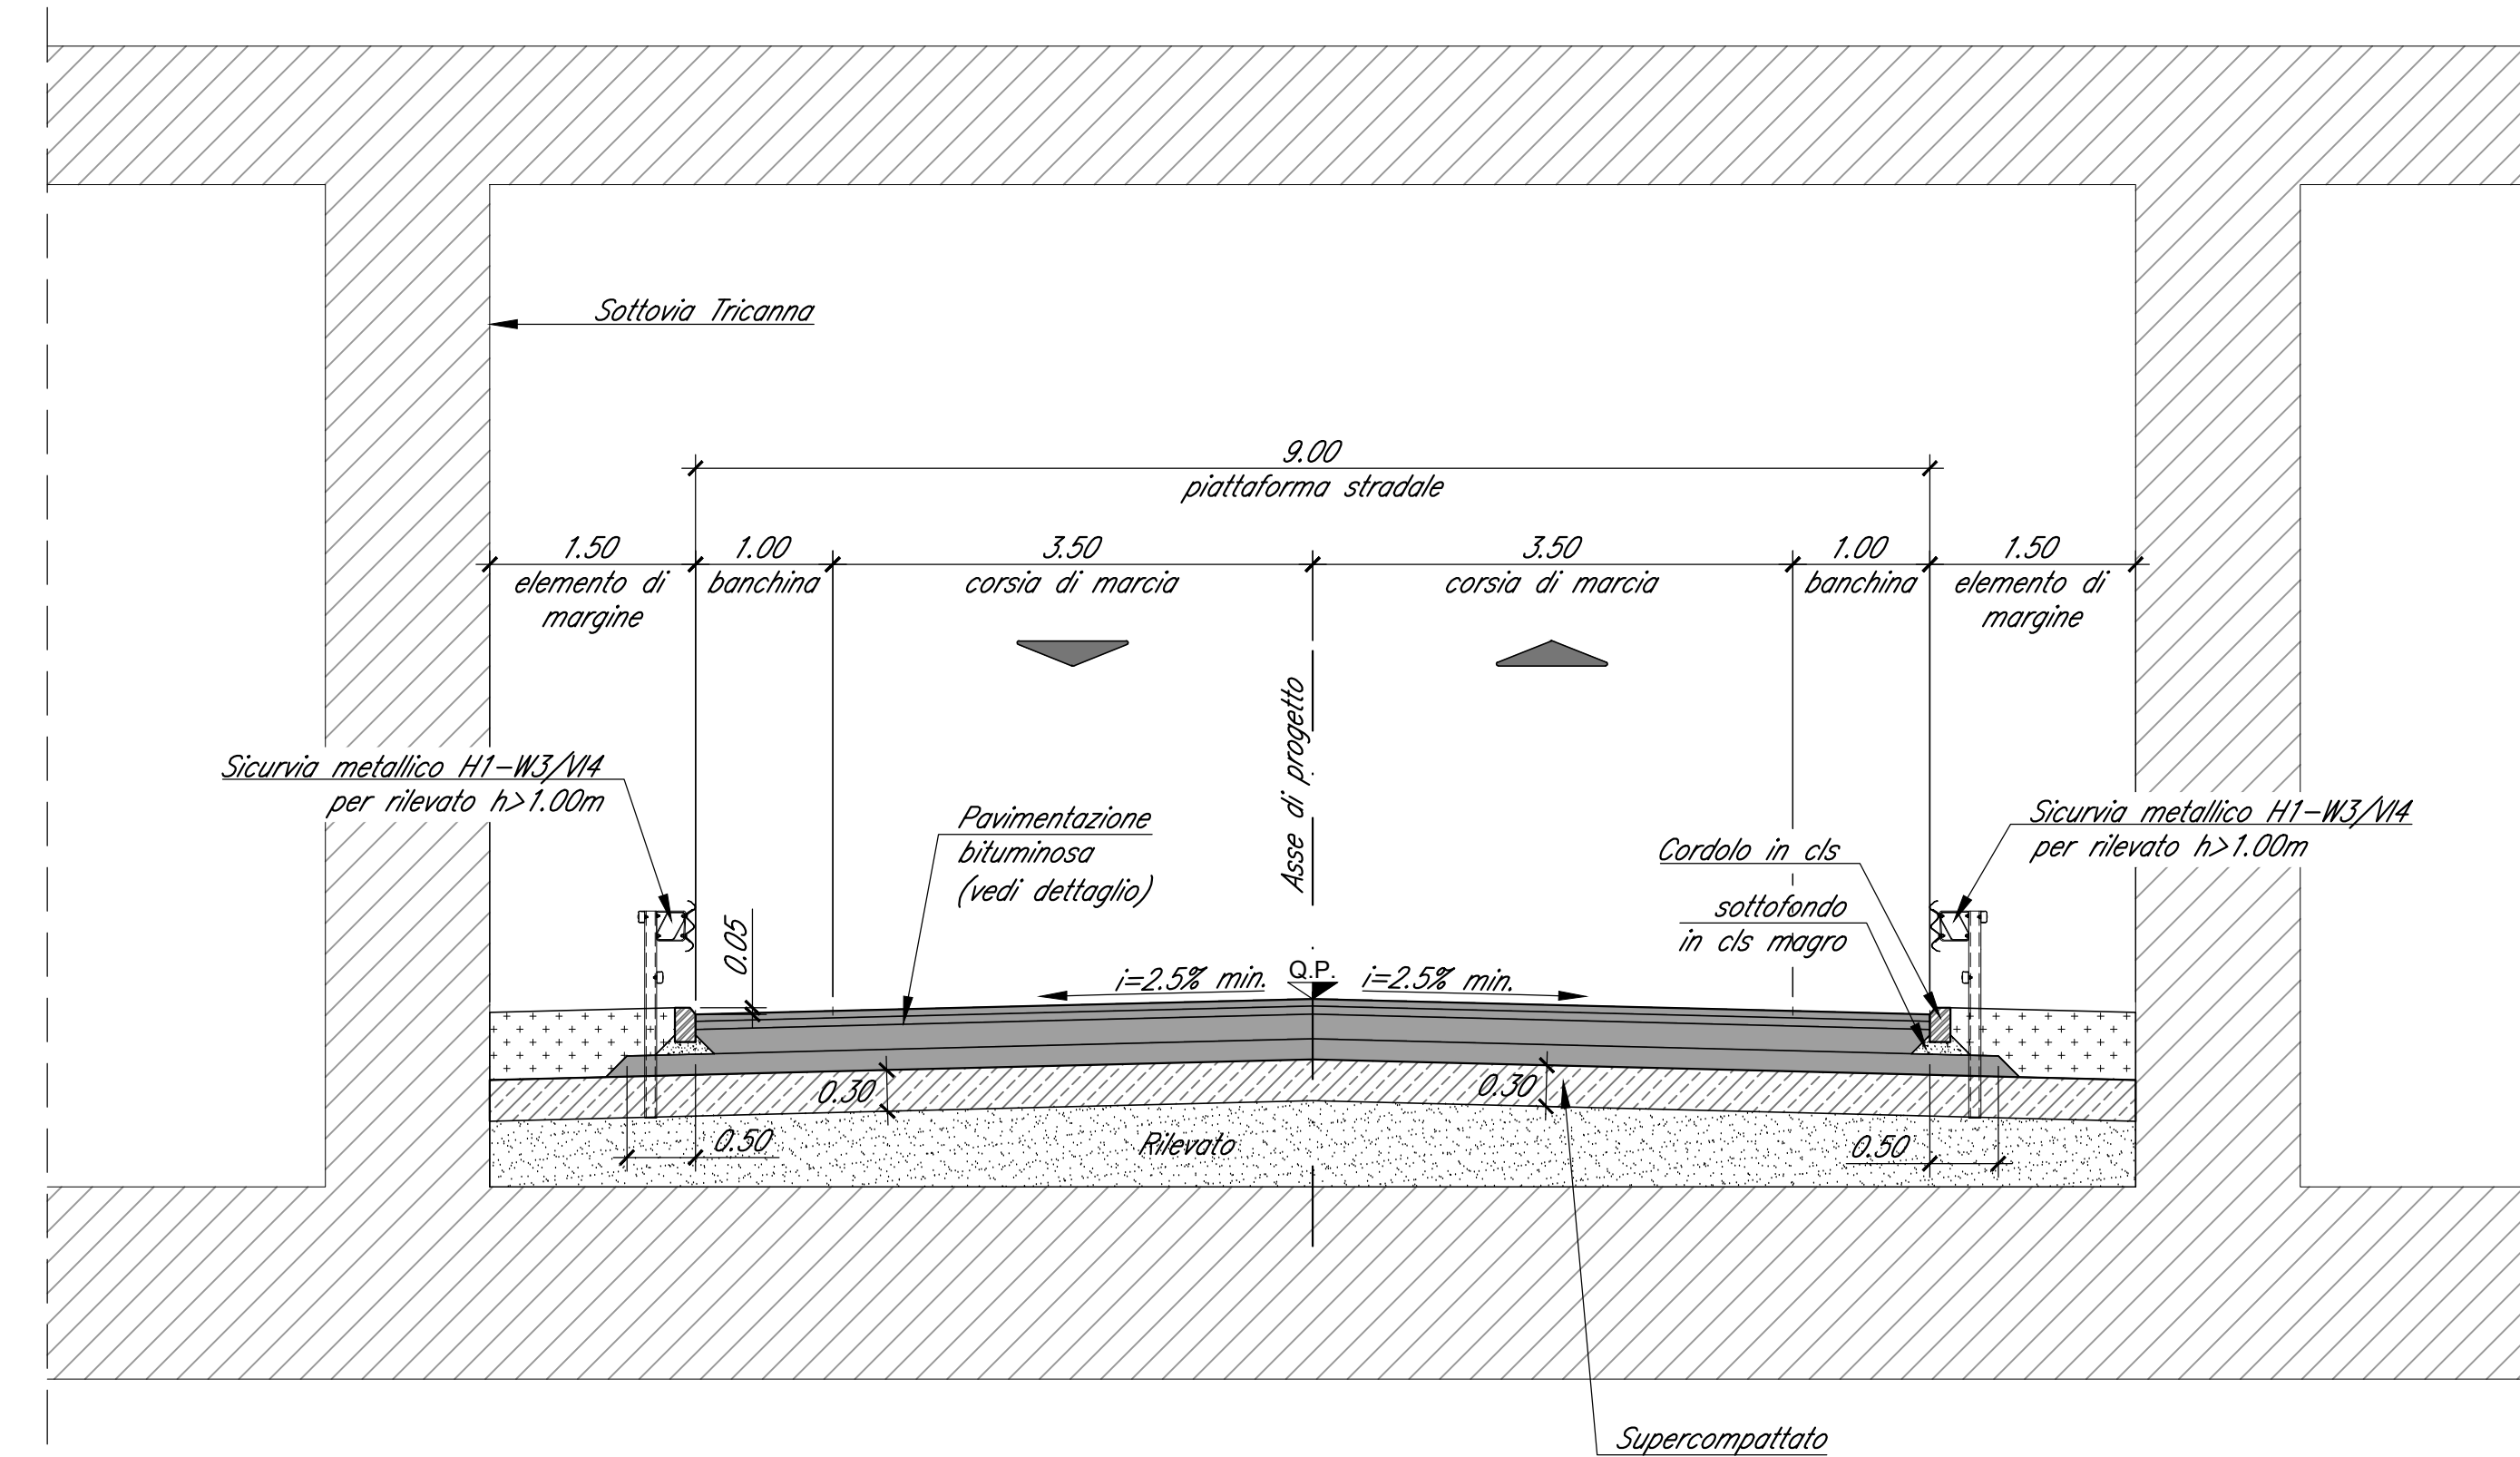 Sottovia Tricanna
9.00
piattaforma stradale
1.50
1.00
3.50
3.50
1.00
1.50
elemento di
margine
banchina
corsia di marcia
corsia di marcia
banchina
elemento di
margine
Asse di progetto
Sicurvia metallico H1-W3/VI4
per rilevato h>1.00m
Pavimentazione
bituminosa
(vedi dettaglio)
Cordolo in cls
sottofondo
in cls magro
Sicurvia metallico H1-W3/VI4
per rilevato h>1.00m
0.05
i=2.5% min.
Q.P.
i=2.5% min.
0.30
0.30
0.50
Rilevato
0.50
Supercompattato